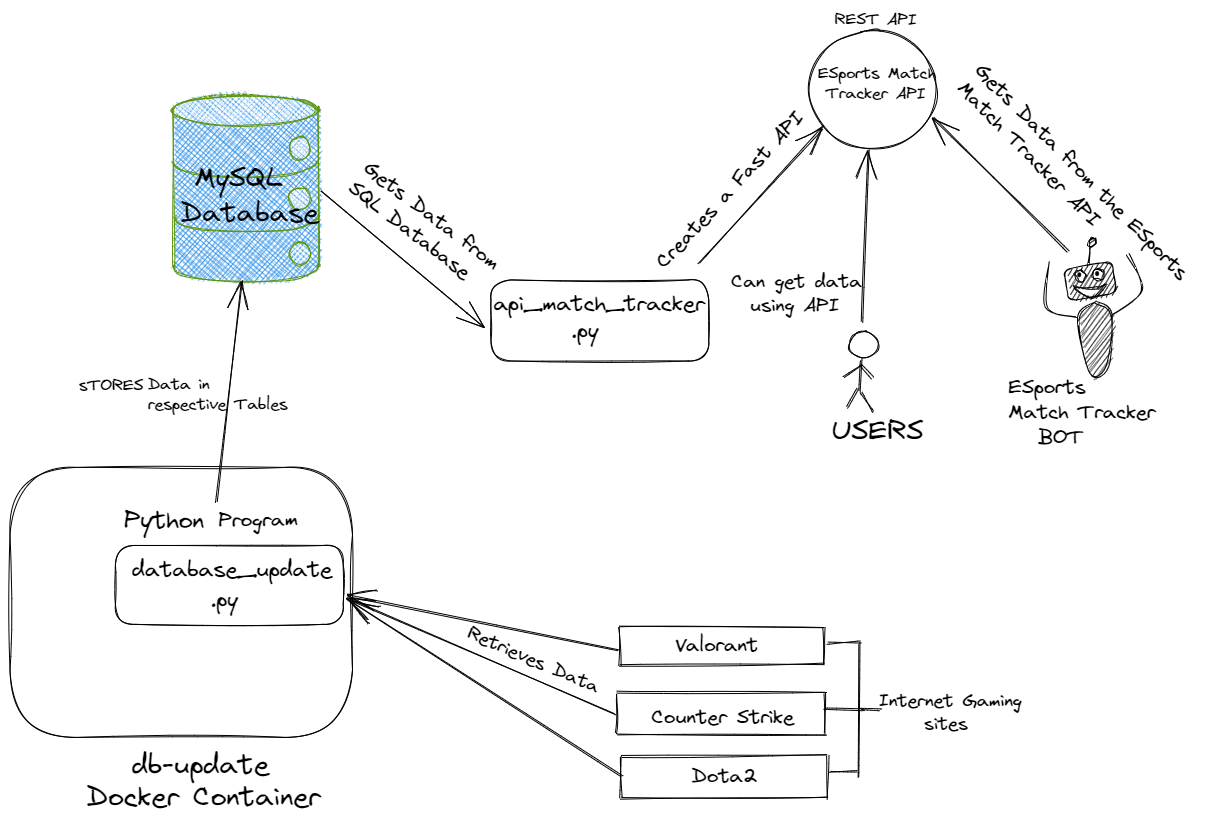 REST API
ESports Match
Tracker API
Gets Data from the ESports
Match Tracker API
Creates a Fast API
MySQL
Database
Gets Data from
SQL Database
api_match_tracker
.py
Can get data
using API
USERS
ESports
Match Tracker
BOT
sTORES Data in
respective Tables
Python Program
database_update
.py
db-update
Docker Container
Retrieves Data
Valorant
Counter Strike
Dota2
Internet Gaming
sites